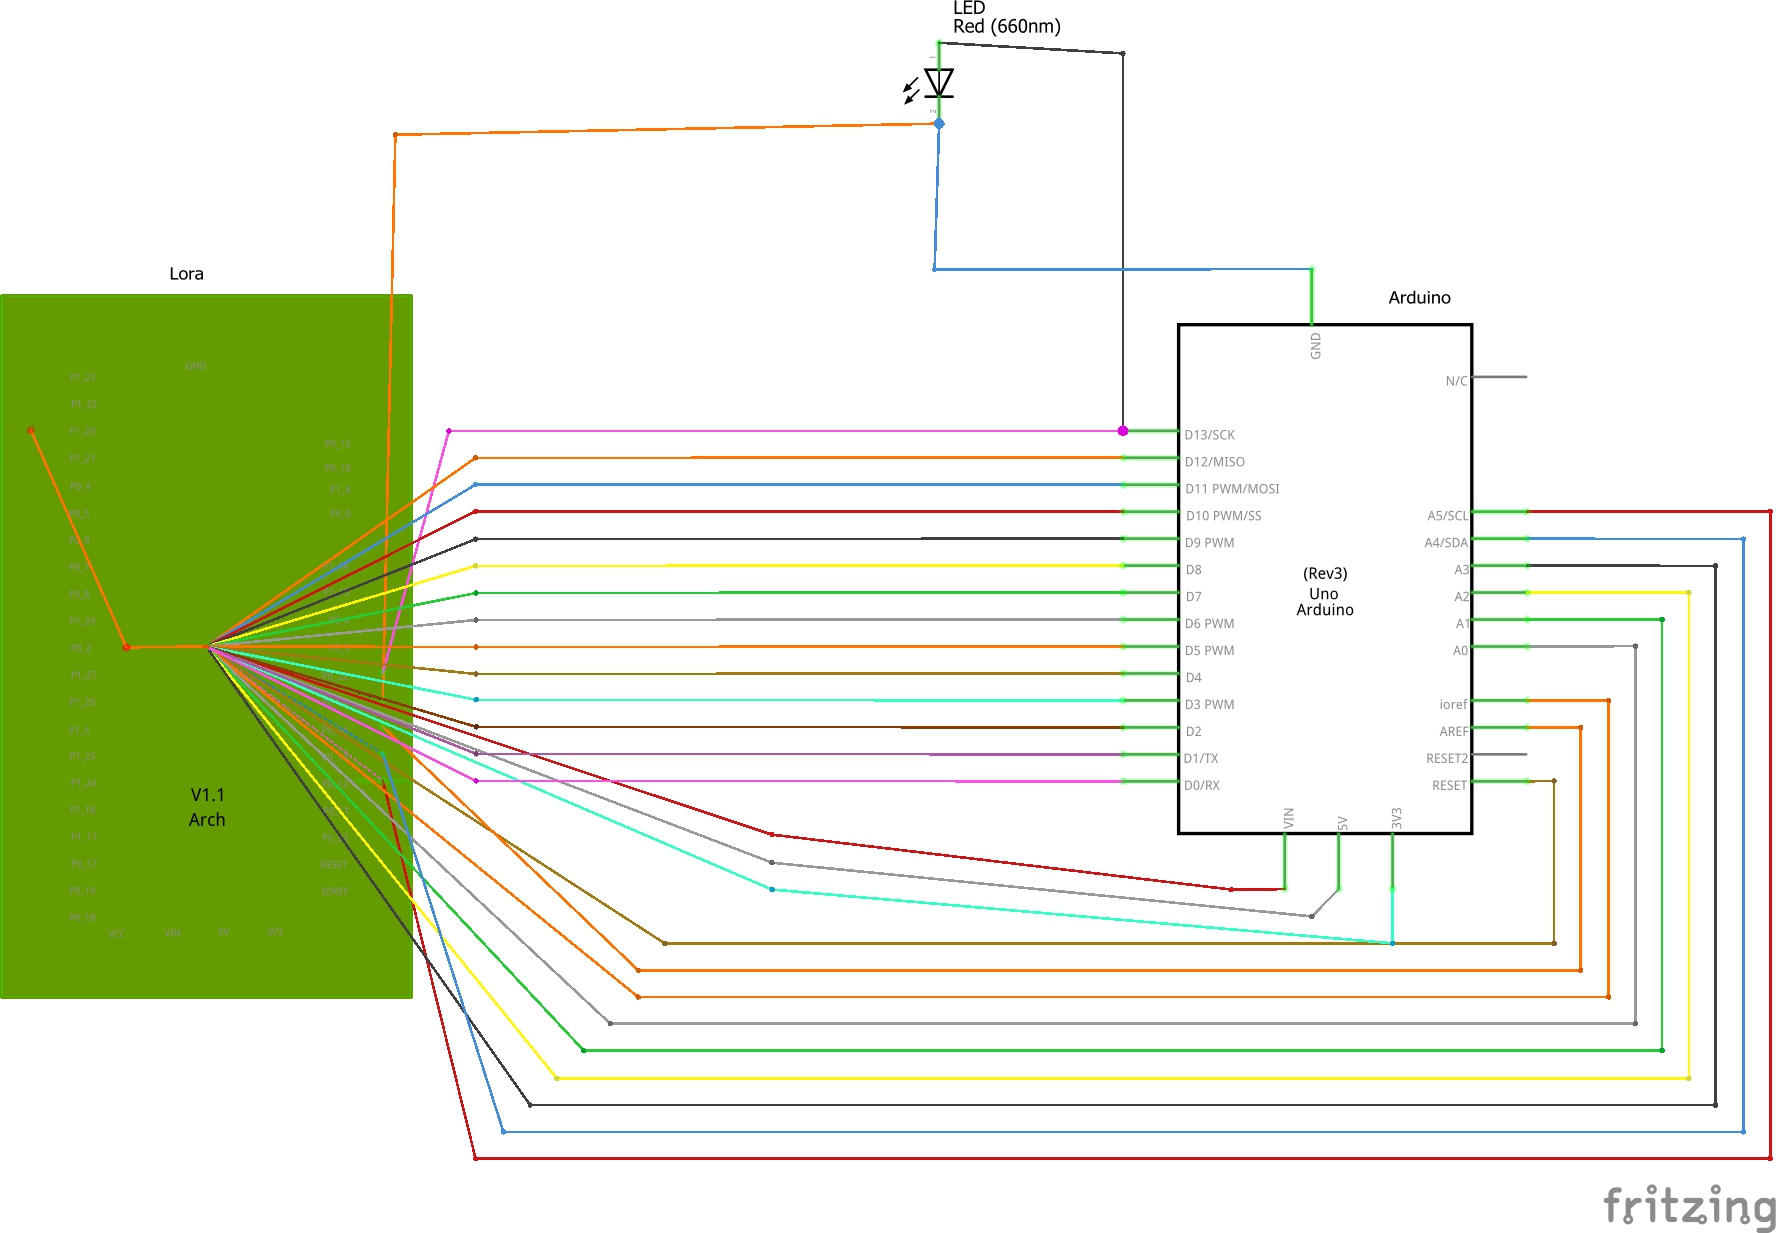 LED
Red (660nm)
Lora
Arduino
GND
P1_23
P1_22
P1_20
P1_21
P0_4
P0_5
P0_9
P0_7
P0_8
P1_29
P0_2
P1_27
P1_26
P1_5
P1_25
P1_24
P1_18
P1_17
P0_17
P0_19
P0_18
P0_15
P0_10
P1_4
P0_0
RESET
IOREF
VCC
VIN
5V
3V3
V1.1
Arch
GND
N/C
D13/SCK
D12/MISO
D11 PWM/MOSI
D10 PWM/SS
D9 PWM
D8
D7
D6 PWM
D5 PWM
D4
D3 PWM
D2
D1/TX
D0/RX
(Rev3)
Uno
Arduino
A5/SCL
A4/SDA
A3
A2
A1
A0
ioref
AREF
RESET2
RESET
VIN
5V
3V3
1
2
fritzing